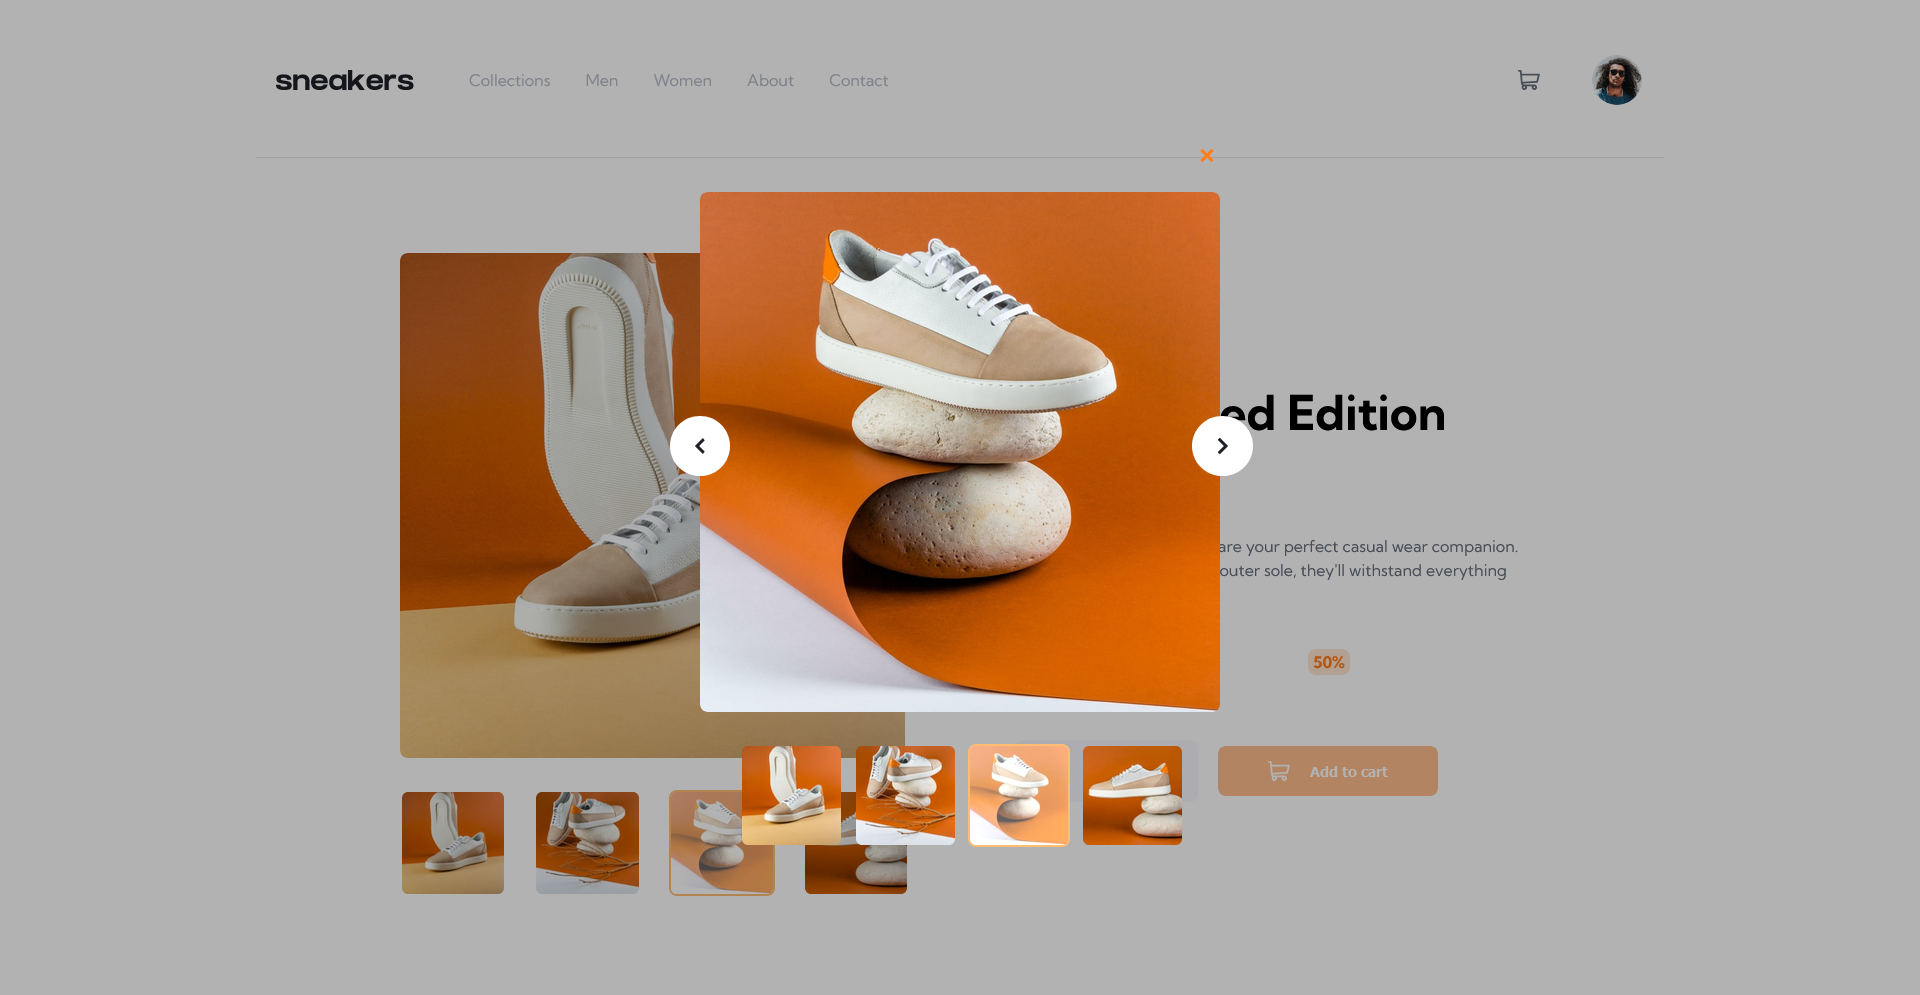 sneakers
Collections
Men
Women
About
Contact
ed Edition
are your perfect casual wear companion.
outer sole, they'll withstand everything
50%
Add to cart